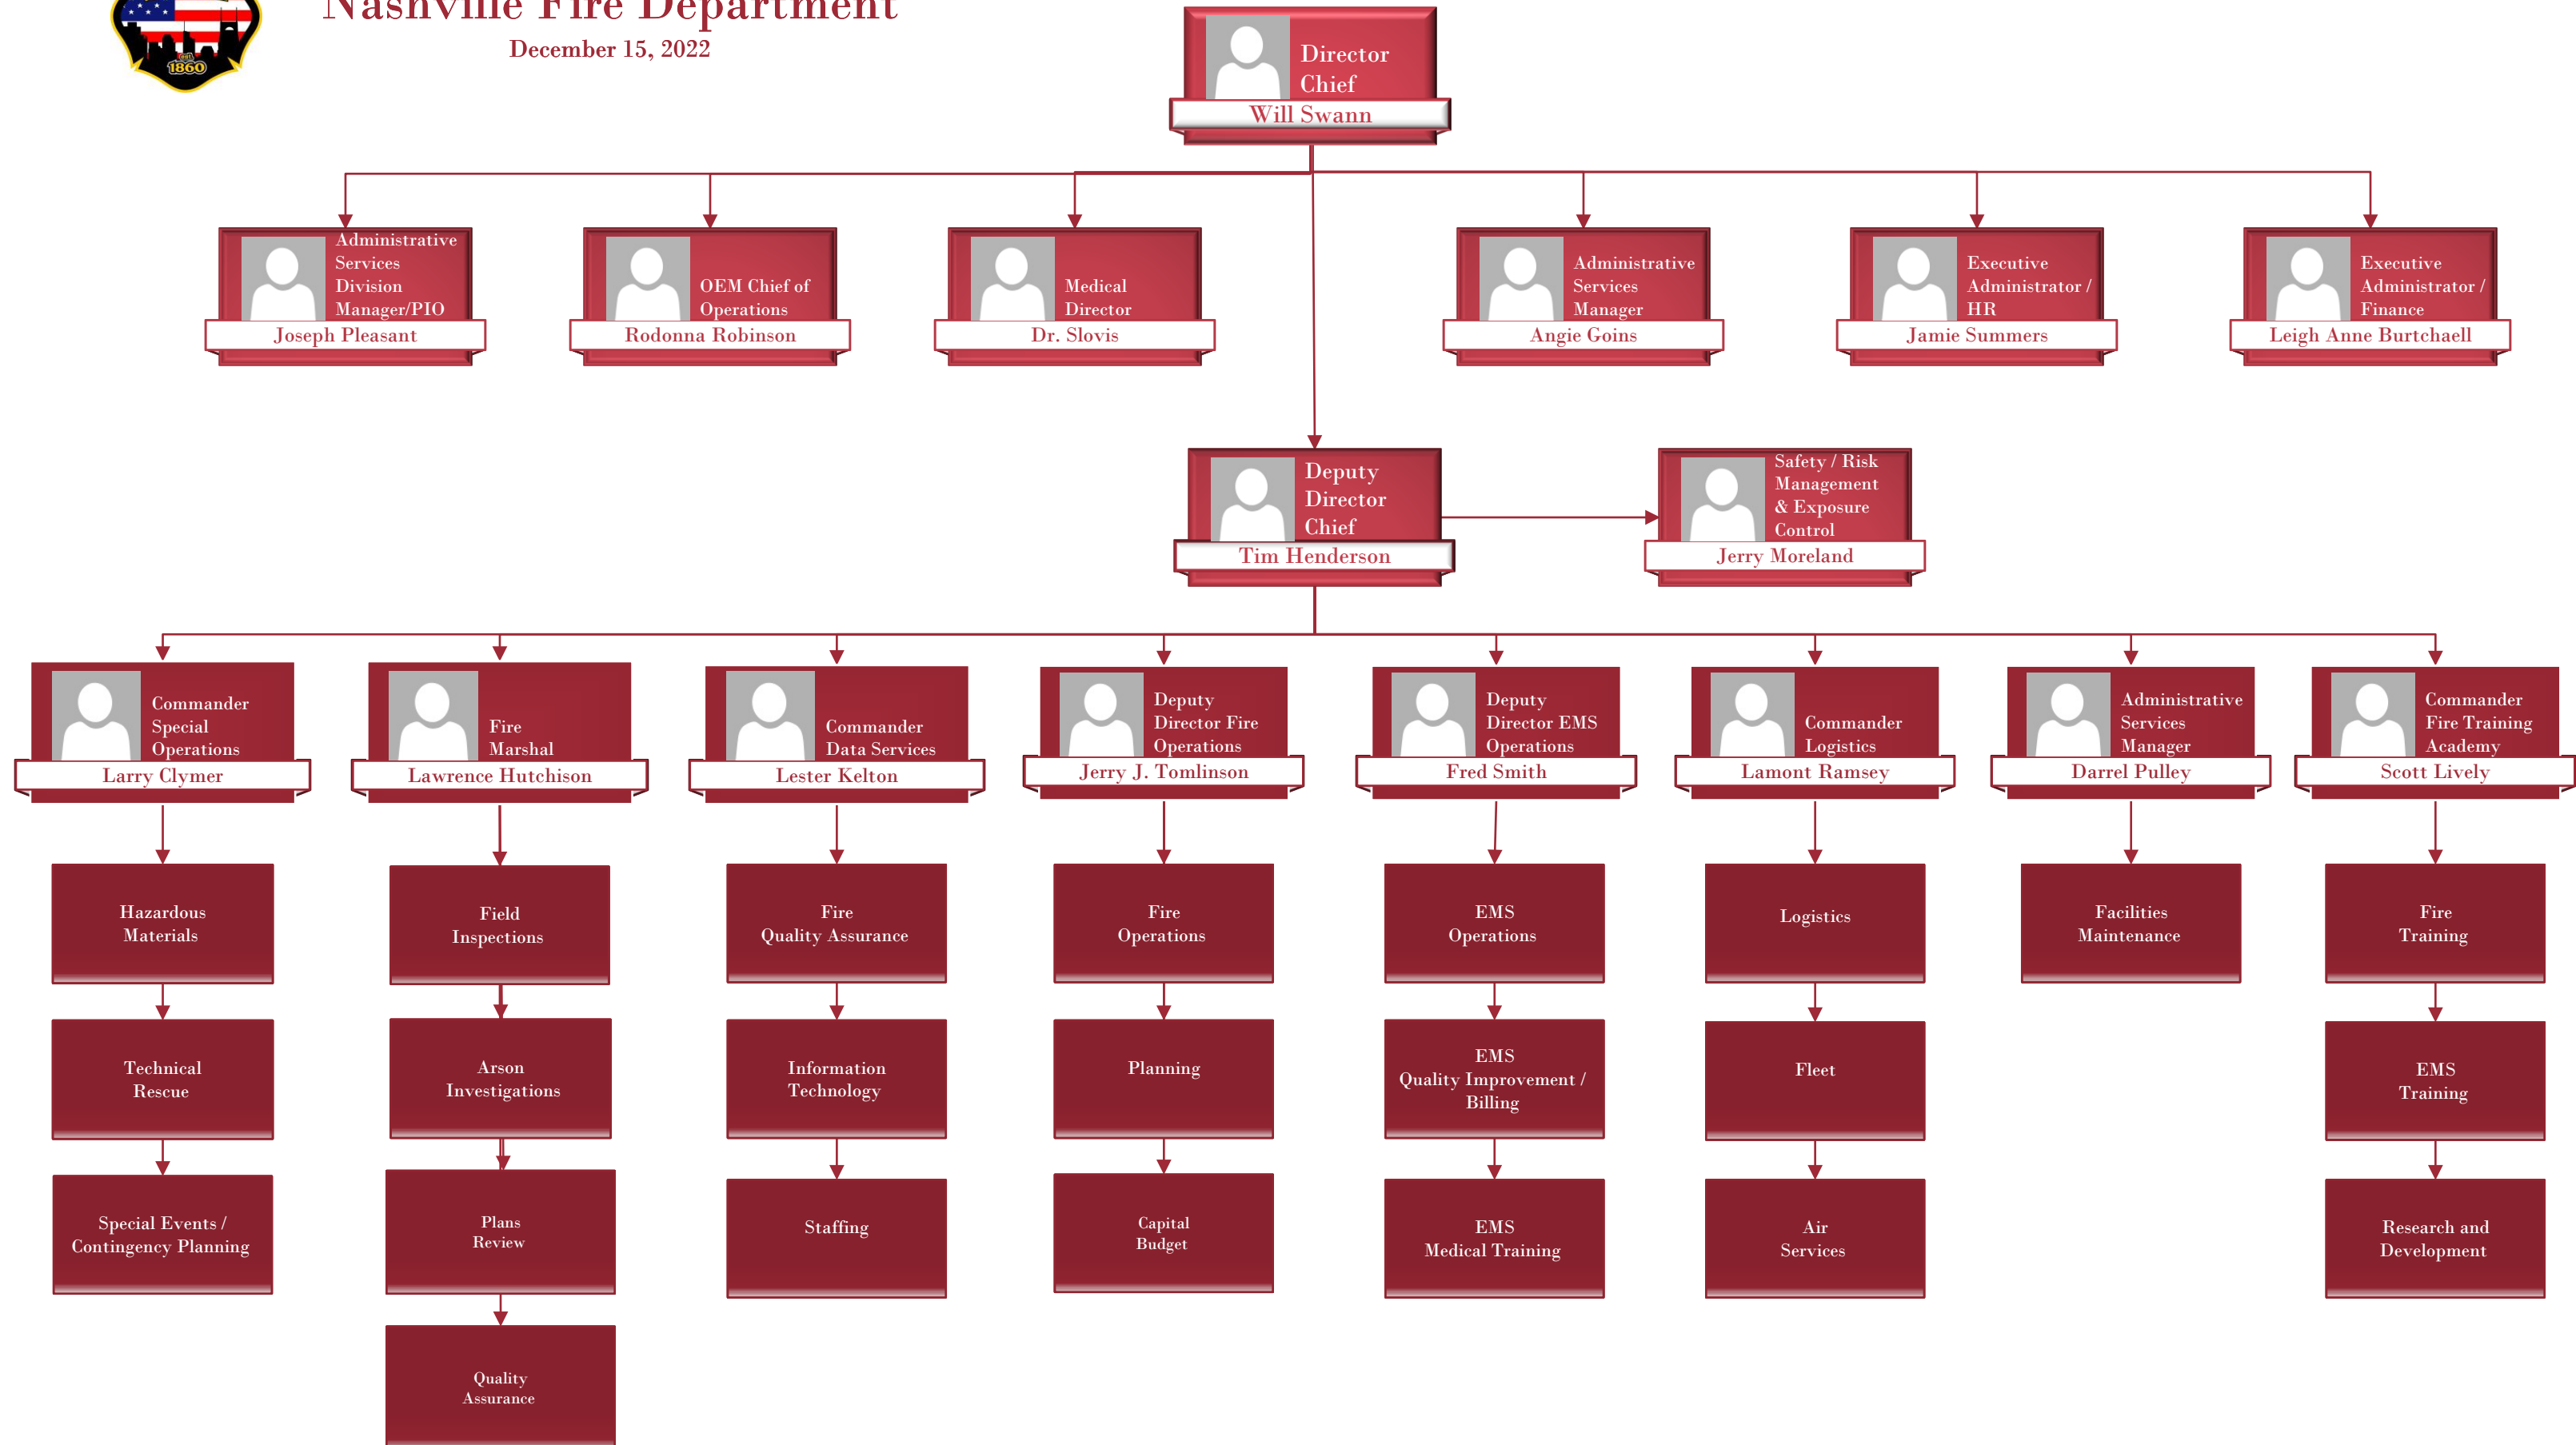 Nashville Fire Department
December 15, 2022
EST.
1860
Director
Chief
Will Swann
Administrative
Services
Division
Manager/PIO
Joseph Pleasant
OEM Chief of
Operations
Rodonna Robinson
Medical
Director
Dr. Slovis
Administrative
Services
Manager
Angie Goins
Executive
Administrator /
HR
Jamie Summers
Executive
Administrator /
Finance
Leigh Anne Burtchaell
Deputy
Director
Chief
Tim Henderson
Safety / Risk
Management
& Exposure
Control
Jerry Moreland
Commander
Special
Operations
Larry Clymer
Fire
Marshal
Lawrence Hutchison
Commander
Data Services
Lester Kelton
Deputy
Director Fire
Operations
Jerry J. Tomlinson
Deputy
Director EMS
Operations
Fred Smith
Commander
Logistics
Lamont Ramsey
Administrative
Services
Manager
Darrel Pulley
Commander
Fire Training
Academy
Scott Lively
Hazardous
Materials
Field
Inspections
Fire
Quality Assurance
Fire
Operations
EMS
Operations
Logistics
Facilities
Maintenance
Fire
Training
Technical
Rescue
Arson
Investigations
Information
Technology
Planning
EMS
Quality Improvement /
Billing
Fleet
EMS
Training
Special Events /
Contingency Planning
Plans
Review
Staffing
Capital
Budget
EMS
Medical Training
Air
Services
Research and
Development
Quality
Assurance